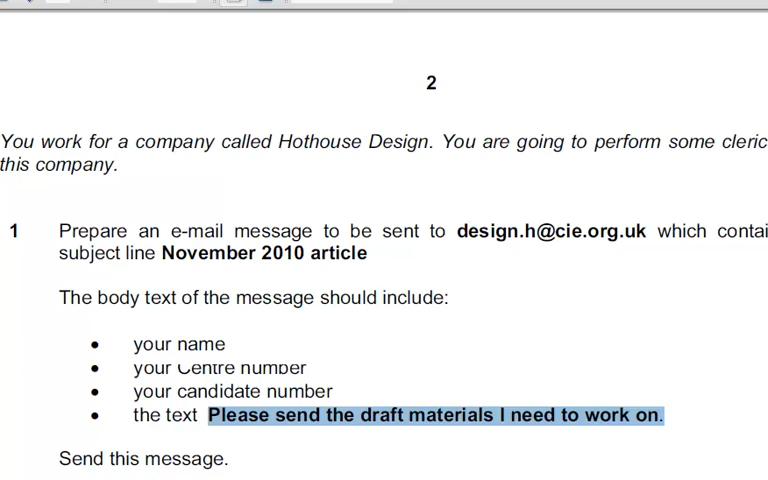 2
You work for a company called Hothouse Design. You are going to perform some cleric
this company.
1 Prepare an e-mail message to be sent to design.h@cie.org.uk which contai
subject line November 2010 article
The body text of the message should include:
• your name
• your Centre number
• your candidate number
• the text Please send the draft materials I need to work on.
Send this message.